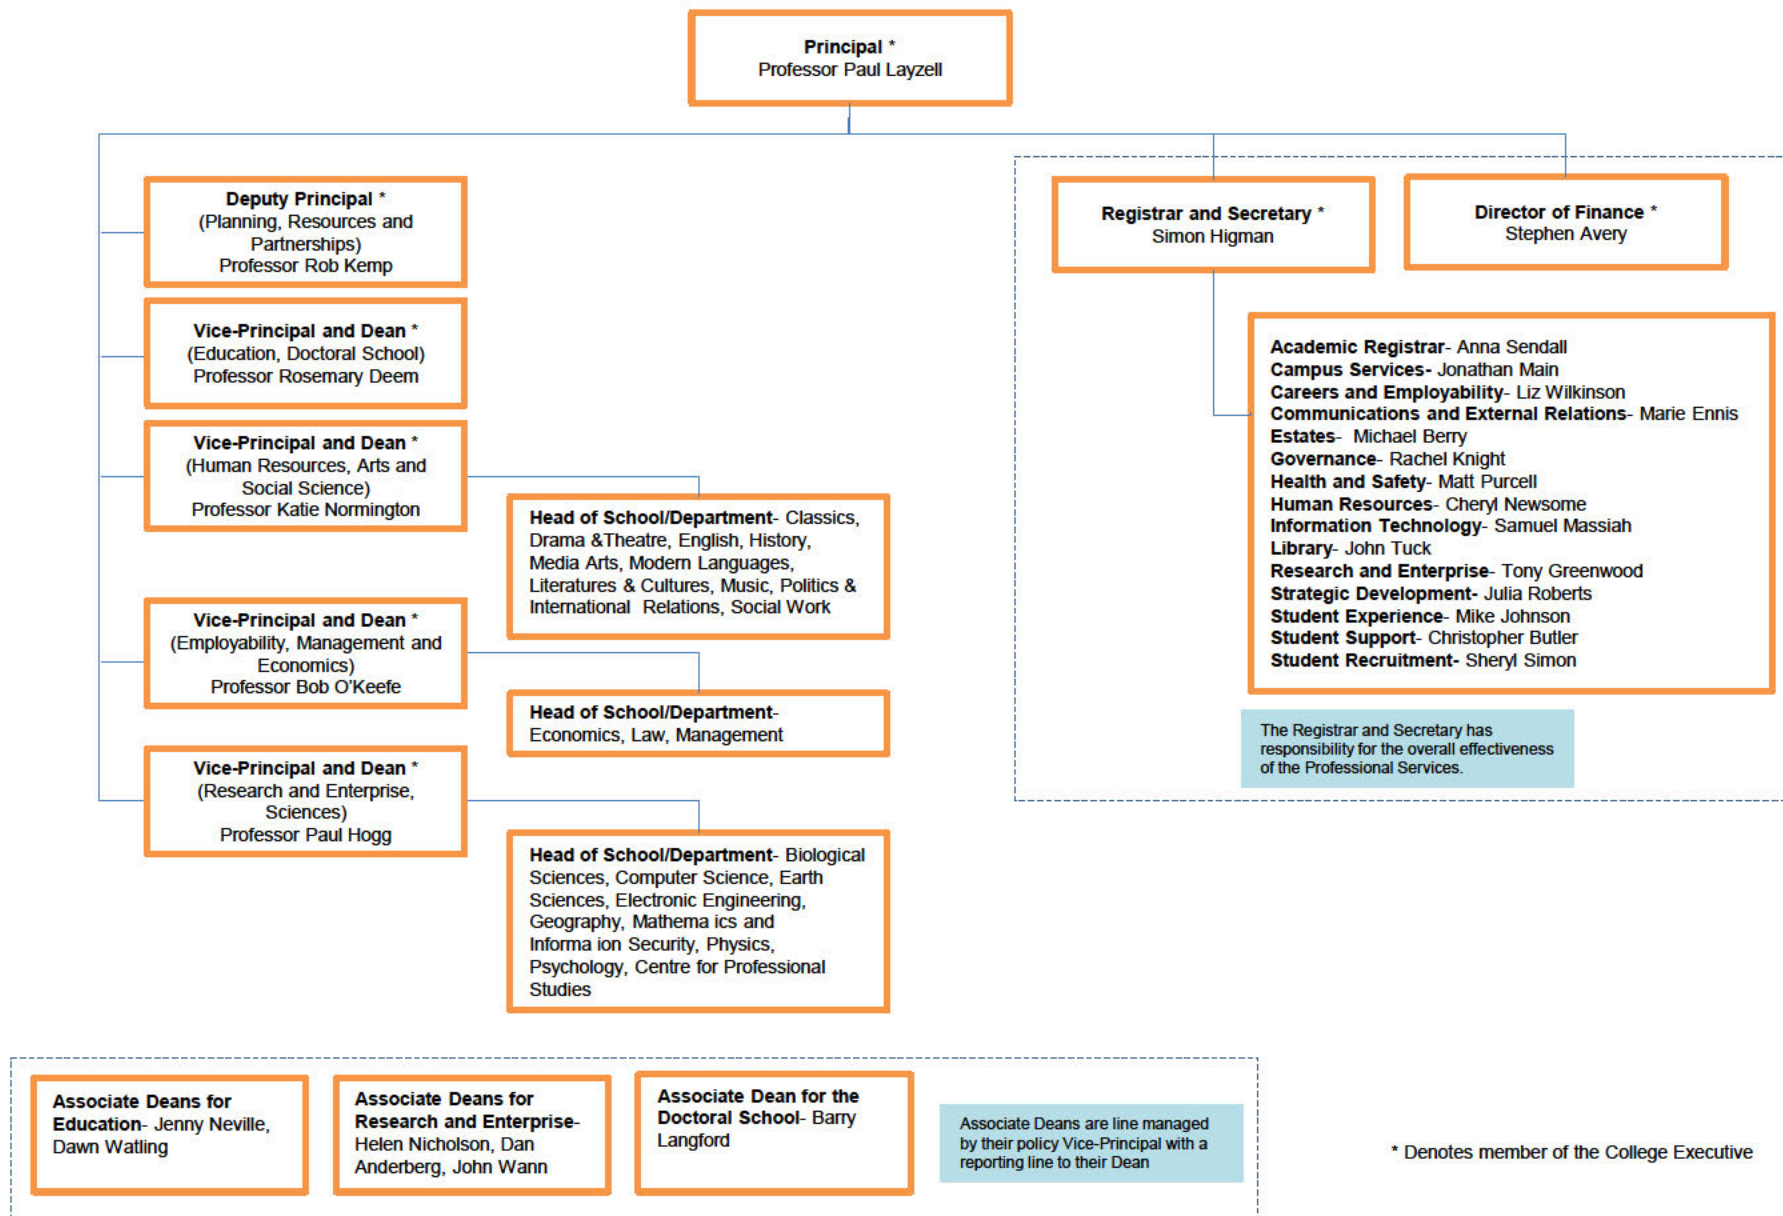 Principal *
Professor Paul Layzell
Deputy Principal *
(Planning, Resources and
Partnerships)
Professor Rob Kemp
Vice-Principal and Dean *
(Education, Doctoral School)
Professor Rosemary Deem
Vice-Principal and Dean *
(Human Resources, Arts and
Social Science)
Professor Katie Normington
Head of School/Department- Classics,
Drama &Theatre, English, History,
Media Arts, Modern Languages,
Literatures & Cultures, Music, Politics &
International Relations, Social Work
Vice-Principal and Dean *
(Employability, Management and
Economics)
Professor Bob O'Keefe
Head of School/Department-
Economics, Law, Management
Vice-Principal and Dean *
(Research and Enterprise,
Sciences)
Professor Paul Hogg
Head of School/Department- Biological
Sciences, Computer Science, Earth
Sciences, Electronic Engineering,
Geography, Mathema ics and
Informa ion Security, Physics,
Psychology, Centre for Professional
Studies
Registrar and Secretary *
Simon Higman
Director of Finance *
Stephen Avery
Academic Registrar- Anna Sendall
Campus Services- Jonathan Main
Careers and Employability- Liz Wilkinson
Communications and External Relations- Marie Ennis
Estates- Michael Berry
Governance- Rachel Knight
Health and Safety- Matt Purcell
Human Resources- Cheryl Newsome
Information Technology- Samuel Massiah
Library- John Tuck
Research and Enterprise- Tony Greenwood
Strategic Development- Julia Roberts
Student Experience- Mike Johnson
Student Support- Christopher Butler
Student Recruitment- Sheryl Simon
The Registrar and Secretary has
responsibility for the overall effectiveness
of the Professional Services.
Associate Deans for
Education- Jenny Neville,
Dawn Watling
Associate Deans for
Research and Enterprise-
Helen Nicholson, Dan
Anderberg, John Wann
Associate Dean for the
Doctoral School- Barry
Langford
Associate Deans are line managed
by their policy Vice-Principal with a
reporting line to their Dean
* Denotes member of the College Executive